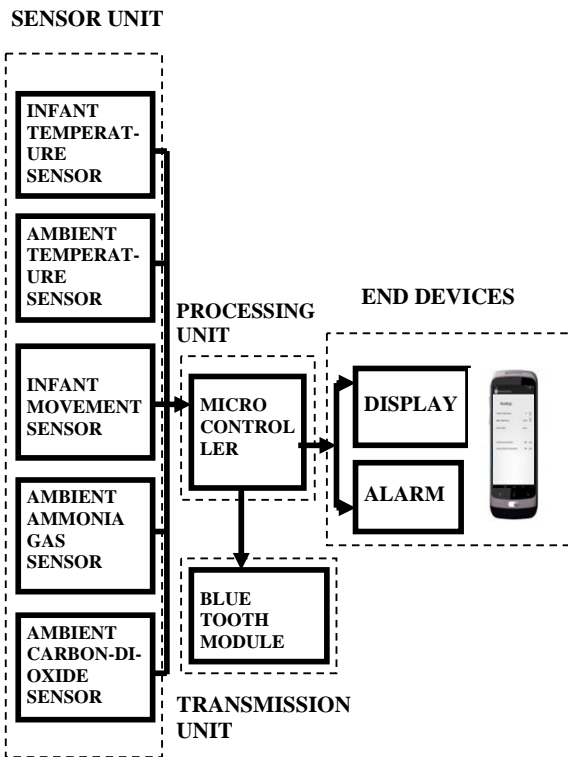 SENSOR UNIT
INFANT
TEMPERAT-
URE
SENSOR
AMBIENT
TEMPERAT-
URE
SENSOR
INFANT
MOVEMENT
SENSOR
AMBIENT
AMMONIA
GAS
SENSOR
AMBIENT
CARBON-DI-
OXIDE
SENSOR
PROCESSING
UNIT
MICRO
CONTROL
LER
BLUE
TOOTH
MODULE
TRANSMISSION
UNIT
END DEVICES
DISPLAY
ALARM